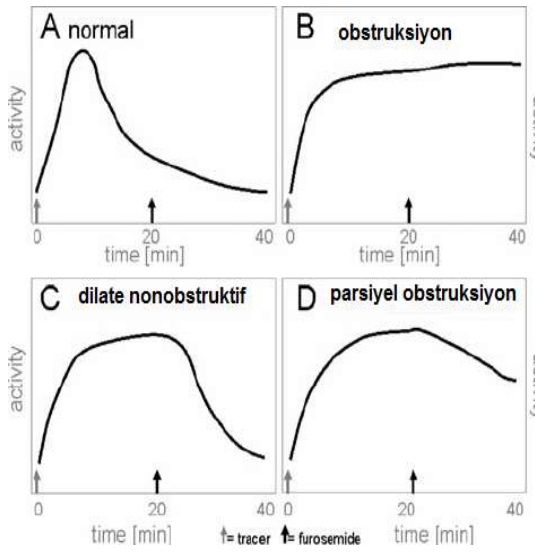 A normal
activity
0 20 40
time [min]
B obstruksiyon
0 20 40
time [min]
C dilate nonobstruktif
activity
0 20 40
time [min]
D parsiyel obstruksiyon
0 20 40
time [min]
= tracer = furosemide